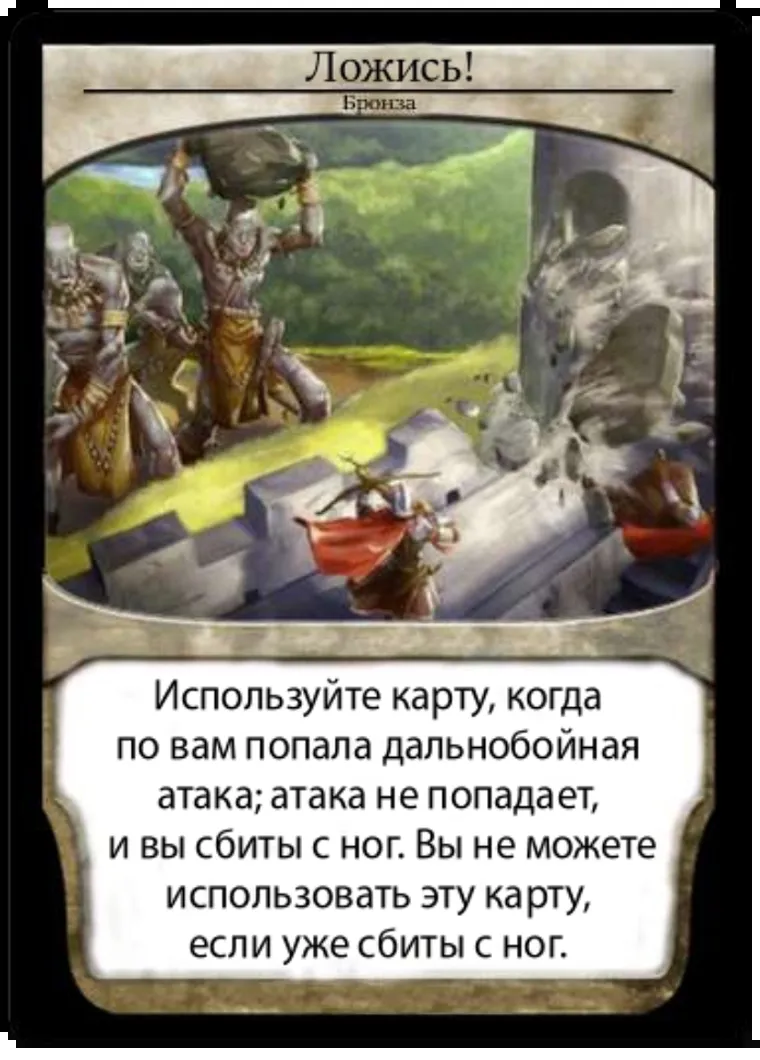 Ложись!
Бронза
Используйте карту, когда
по вам попала дальнобойная
атака; атака не попадает,
и вы сбиты с ног. Вы не можете
использовать эту карту,
если уже сбиты с ног.